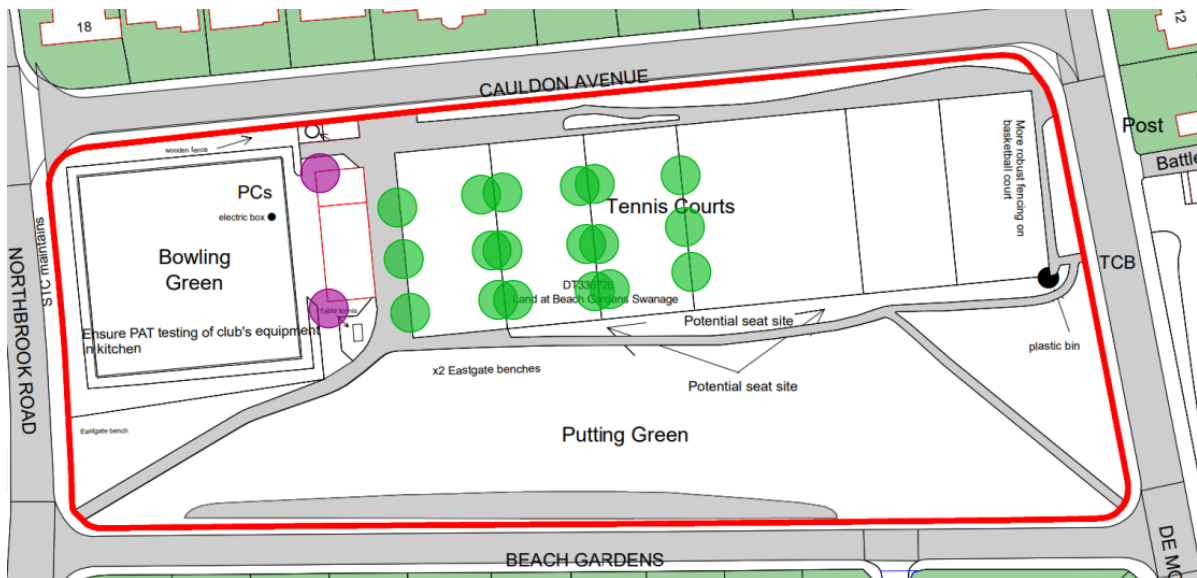 18
12
CAULDON AVENUE
Post
Battle
wooden fence
More robust fencing on
basketball court
PCs
electric box
Tennis Courts
STC maintains
NORTHBROOK ROAD
Bowling
Green
TCB
DT335726
Land at Beach Gardens Swanage
Table tennis
Potential seat site
Ensure PAT testing of club's equipment
in kitchen
plastic bin
x2 Eastgate benches
Potential seat site
Eastgate bench
Putting Green
BEACH GARDENS
DE MO